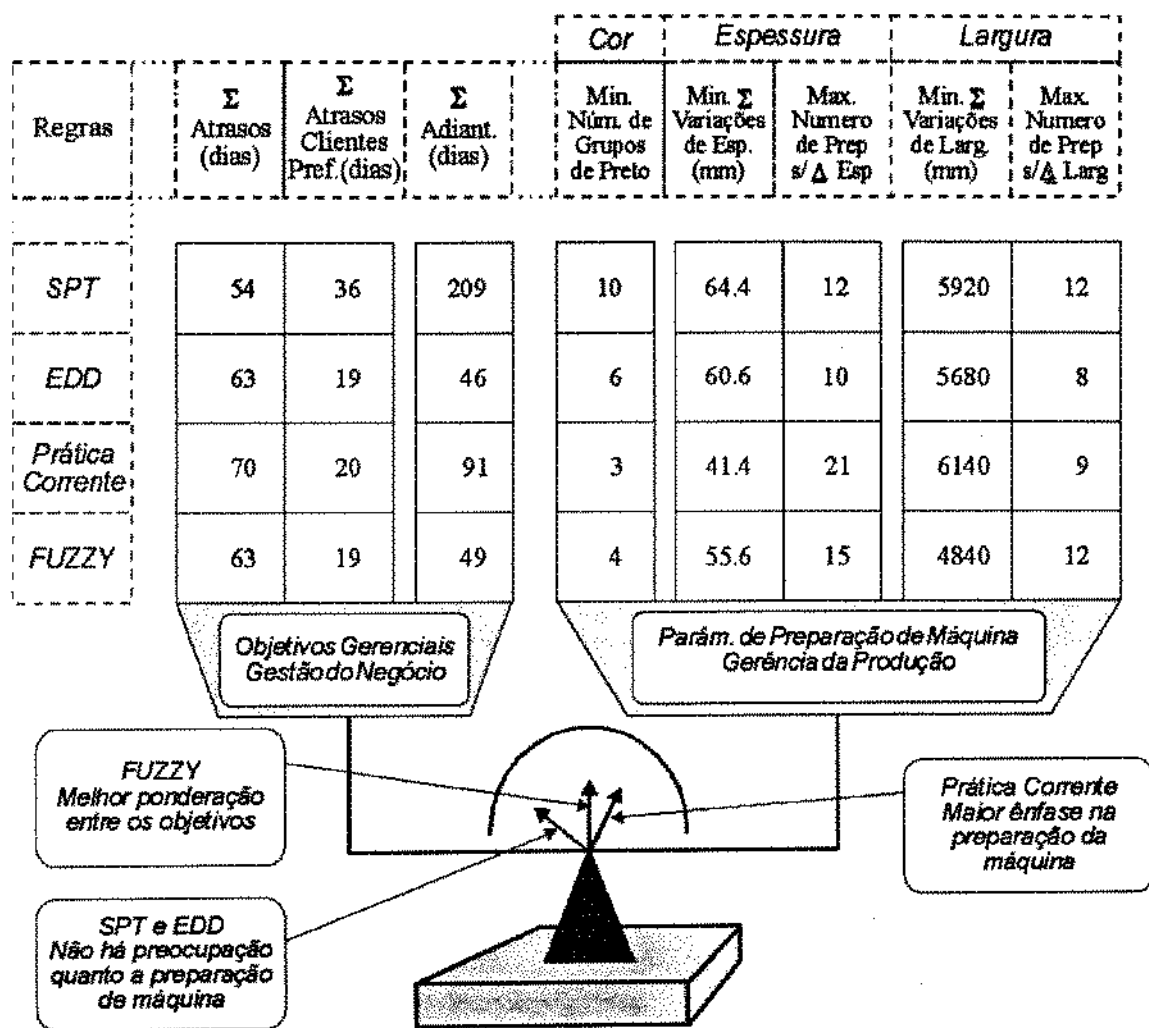 Cor Espessura Largura
Regras
Σ
Atrasos
(dias)
Σ
Atrasos
Clientes
Pref.(dias)
Σ
Adiant.
(dias)
Min.
Núm. de
Grupos
de Preto
Min. Σ
Variações
de Esp.
(mm)
Max.
Numero
de Prep
s/ Δ Esp
Min. Σ
Variações
de Larg.
(mm)
Max.
Numero
de Prep
s/ Δ Larg
SPT 54 36 209 10 64.4 12 5920 12
EDD 63 19 46 6 60.6 10 5680 8
Prática
Corrente 70 20 91 3 41.4 21 6140 9
FUZZY 63 19 49 4 55.6 15 4840 12
Objetivos Gerenciais
Gestão do Negócio
Parâm. de Preparação de Máquina
Gerência da Produção
FUZZY
Melhor ponderação
entre os objetivos
Prática Corrente
Maior ênfase na
preparação da
máquina
SPT e EDD
Não há preocupação
quanto a preparação
de máquina